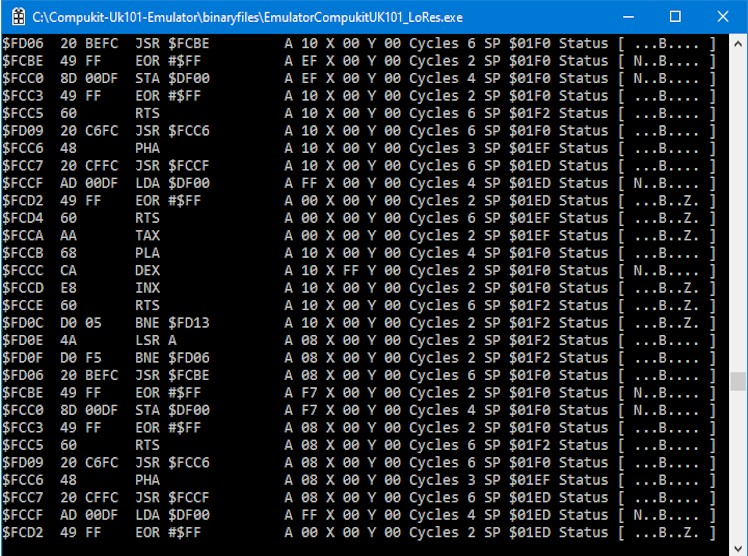 C:\Compukit-Uk101-Emulator\binaryfiles\EmulatorCompukitUK101_LoRes.exe
$FD06 20 BEFC JSR $FCBE A 10 X 00 Y 00 Cycles 6 SP $01F0 Status [ ...B.... ]
$FCBE 49 FF EOR #$FF A EF X 00 Y 00 Cycles 2 SP $01F0 Status [ N..B.... ]
$FCC0 8D 00DF STA $DF00 A EF X 00 Y 00 Cycles 4 SP $01F0 Status [ N..B.... ]
$FCC3 49 FF EOR #$FF A 10 X 00 Y 00 Cycles 2 SP $01F0 Status [ ...B.... ]
$FCC5 60 RTS A 10 X 00 Y 00 Cycles 6 SP $01F2 Status [ ...B.... ]
$FD09 20 C6FC JSR $FCC6 A 10 X 00 Y 00 Cycles 6 SP $01F0 Status [ ...B.... ]
$FCC6 48 PHA A 10 X 00 Y 00 Cycles 3 SP $01EF Status [ ...B.... ]
$FCC7 20 CFFC JSR $FCCF A 10 X 00 Y 00 Cycles 6 SP $01ED Status [ ...B.... ]
$FCCF AD 00DF LDA $DF00 A FF X 00 Y 00 Cycles 4 SP $01ED Status [ N..B.... ]
$FCD2 49 FF EOR #$FF A 00 X 00 Y 00 Cycles 2 SP $01ED Status [ ...B..Z. ]
$FCD4 60 RTS A 00 X 00 Y 00 Cycles 6 SP $01EF Status [ ...B..Z. ]
$FCCA AA TAX A 00 X 00 Y 00 Cycles 2 SP $01EF Status [ ...B..Z. ]
$FCCB 68 PLA A 10 X 00 Y 00 Cycles 4 SP $01F0 Status [ ...B.... ]
$FCCC CA DEX A 10 X FF Y 00 Cycles 2 SP $01F0 Status [ N..B.... ]
$FCCD E8 INX A 10 X 00 Y 00 Cycles 2 SP $01F0 Status [ ...B..Z. ]
$FCCE 60 RTS A 10 X 00 Y 00 Cycles 6 SP $01F2 Status [ ...B..Z. ]
$FD0C D0 05 BNE $FD13 A 10 X 00 Y 00 Cycles 2 SP $01F2 Status [ ...B..Z. ]
$FD0E 4A LSR A A 08 X 00 Y 00 Cycles 2 SP $01F2 Status [ ...B.... ]
$FD0F D0 F5 BNE $FD06 A 08 X 00 Y 00 Cycles 2 SP $01F2 Status [ ...B.... ]
$FD06 20 BEFC JSR $FCBE A 08 X 00 Y 00 Cycles 6 SP $01F0 Status [ ...B.... ]
$FCBE 49 FF EOR #$FF A F7 X 00 Y 00 Cycles 2 SP $01F0 Status [ N..B.... ]
$FCC0 8D 00DF STA $DF00 A F7 X 00 Y 00 Cycles 4 SP $01F0 Status [ N..B.... ]
$FCC3 49 FF EOR #$FF A 08 X 00 Y 00 Cycles 2 SP $01F0 Status [ ...B.... ]
$FCC5 60 RTS A 08 X 00 Y 00 Cycles 6 SP $01F2 Status [ ...B.... ]
$FD09 20 C6FC JSR $FCC6 A 08 X 00 Y 00 Cycles 6 SP $01F0 Status [ ...B.... ]
$FCC6 48 PHA A 08 X 00 Y 00 Cycles 3 SP $01EF Status [ ...B.... ]
$FCC7 20 CFFC JSR $FCCF A 08 X 00 Y 00 Cycles 6 SP $01ED Status [ ...B.... ]
$FCCF AD 00DF LDA $DF00 A FF X 00 Y 00 Cycles 4 SP $01ED Status [ N..B.... ]
$FCD2 49 FF EOR #$FF A 00 X 00 Y 00 Cycles 2 SP $01ED Status [ ...B..Z. ]